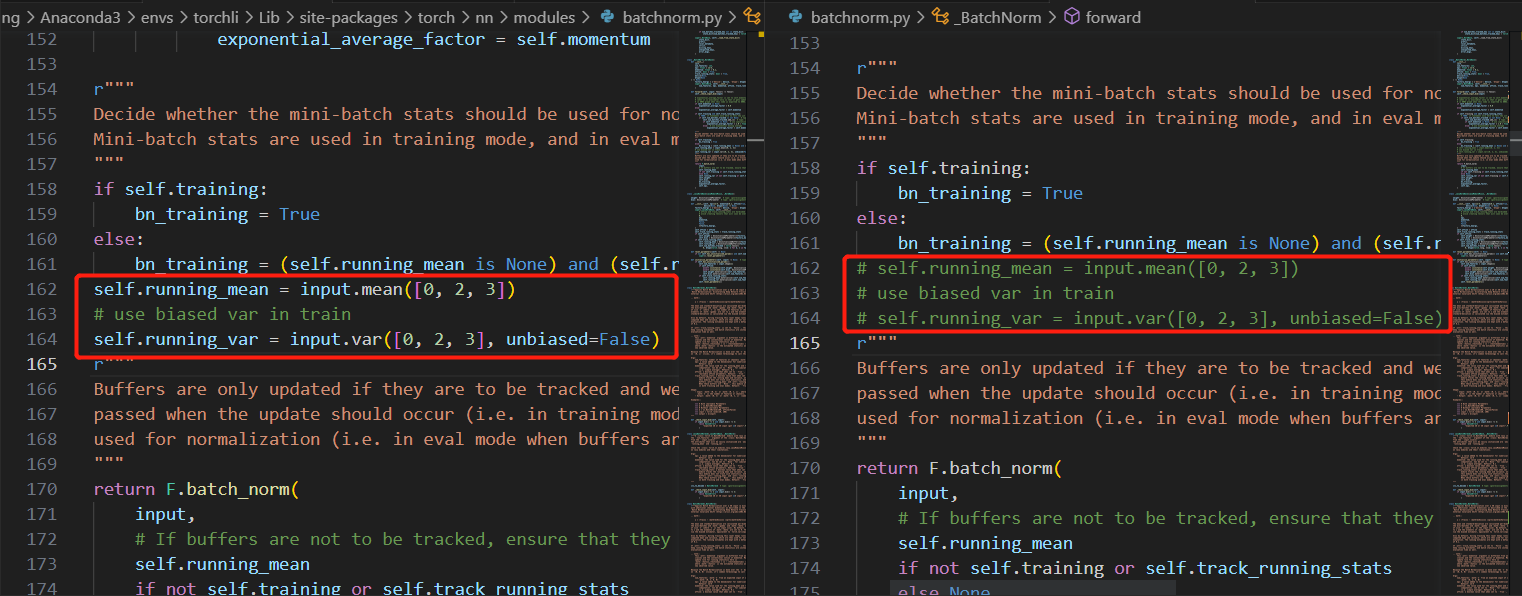 ng > Anaconda3 > envs > torchli > Lib > site-packages > torch > nn > modules > batchnorm.py >
152 exponential_average_factor = self.momentum
153
154 r"""
155 Decide whether the mini-batch stats should be used for no
156 Mini-batch stats are used in training mode, and in eval m
157 """
158 if self.training:
159 bn_training = True
160 else:
161 bn_training = (self.running_mean is None) and (self.r
162 self.running_mean = input.mean([0, 2, 3])
163 # use biased var in train
164 self.running_var = input.var([0, 2, 3], unbiased=False)
165 r"""
166 Buffers are only updated if they are to be tracked and we
167 passed when the update should occur (i.e. in training mod
168 used for normalization (i.e. in eval mode when buffers ar
169 """
170 return F.batch_norm(
171 input,
172 # If buffers are not to be tracked, ensure that they
173 self.running_mean
174 if not self.training or self.track_running_stats
batchnorm.py > _BatchNorm > forward
153
154 r"""
155 Decide whether the mini-batch stats should be used for no
156 Mini-batch stats are used in training mode, and in eval m
157 """
158 if self.training:
159 bn_training = True
160 else:
161 bn_training = (self.running_mean is None) and (self.r
162 # self.running_mean = input.mean([0, 2, 3])
163 # use biased var in train
164 # self.running_var = input.var([0, 2, 3], unbiased=False)
165 r"""
166 Buffers are only updated if they are to be tracked and we
167 passed when the update should occur (i.e. in training mod
168 used for normalization (i.e. in eval mode when buffers ar
169 """
170 return F.batch_norm(
171 input,
172 # If buffers are not to be tracked, ensure that they
173 self.running_mean
174 if not self.training or self.track_running_stats
175 else None